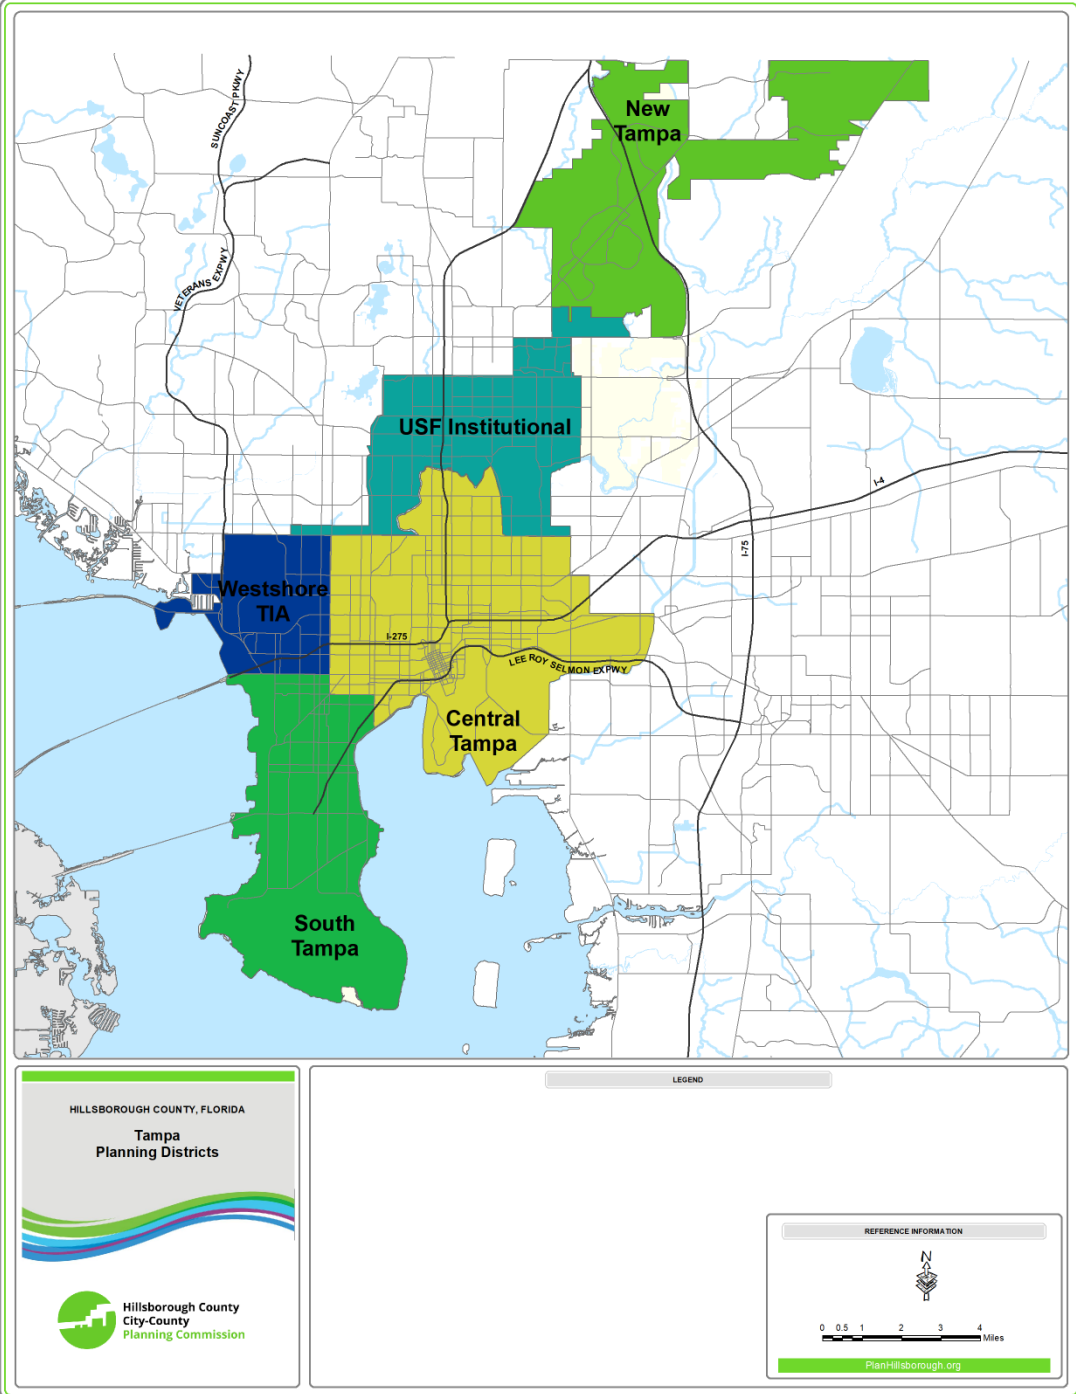 SUNCOAST PKWY
New
Tampa
VETERANS EXPWY
USF Institutional
I-4
I-75
Westshore
TIA
I-275
LEE ROY SELMON EXPWY
Central
Tampa
South
Tampa
HILLSBOROUGH COUNTY, FLORIDA
Tampa
Planning Districts
Hillsborough County
City-County
Planning Commission
LEGEND
REFERENCE INFORMATION
N
0 0.5 1 2 3 4
Miles
PlanHillsborough.org